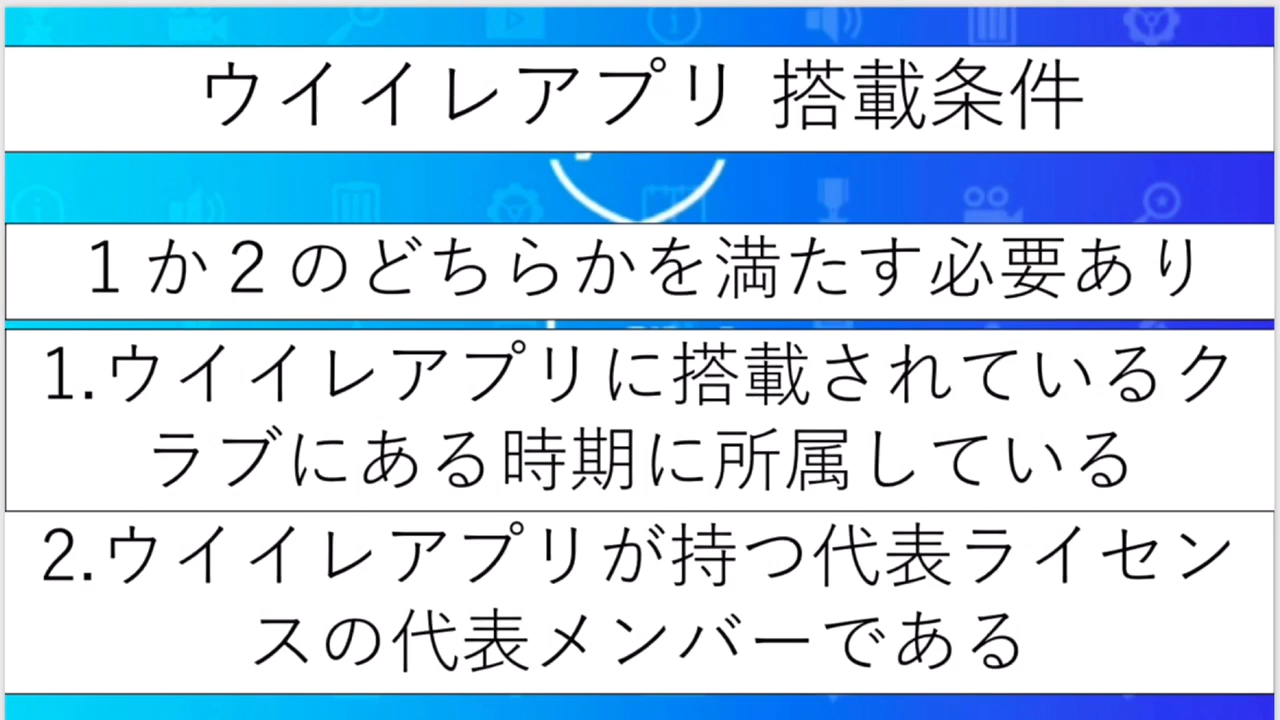 ウイイレアプリ 搭載条件
１か２のどちらかを満たす必要あり
1.ウイイレアプリに搭載されているク
ラブにある時期に所属している
2.ウイイレアプリが持つ代表ライセン
スの代表メンバーである